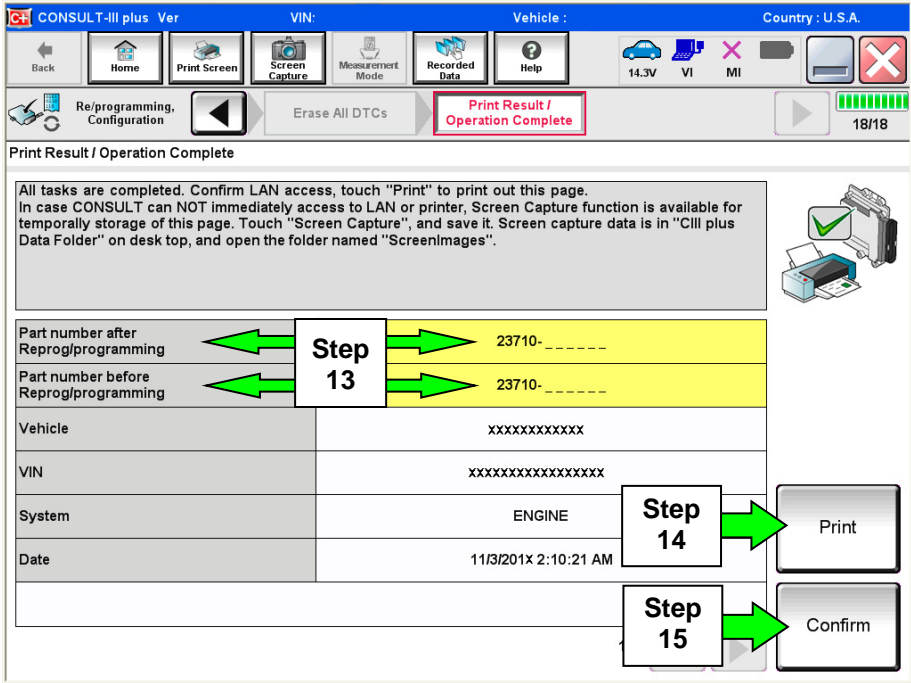 C+ CONSULT-III plus Ver VIN: Vehicle : Country : U.S.A.
Back
Home
Print Screen
Screen
Capture
Measurement
Mode
Recorded
Data
Help
14.3V
VI
MI
Re/programming,
Configuration
Erase All DTCs
Print Result /
Operation Complete
18/18
Print Result / Operation Complete
All tasks are completed. Confirm LAN access, touch "Print" to print out this page.
In case CONSULT can NOT immediately access to LAN or printer, Screen Capture function is available for
temporally storage of this page. Touch "Screen Capture", and save it. Screen capture data is in "CIII plus
Data Folder" on desk top, and open the folder named "ScreenImages".
Part number after
Reprog/programming
23710-_ _ _ _ _ _
Part number before
Reprog/programming
23710-_ _ _ _ _ _
Step
13
Vehicle
xxxxxxxxxxxx
VIN
xxxxxxxxxxxxxxxxx
System
ENGINE
Date
11/3/201X 2:10:21 AM
Step
14
Print
Step
15
Confirm